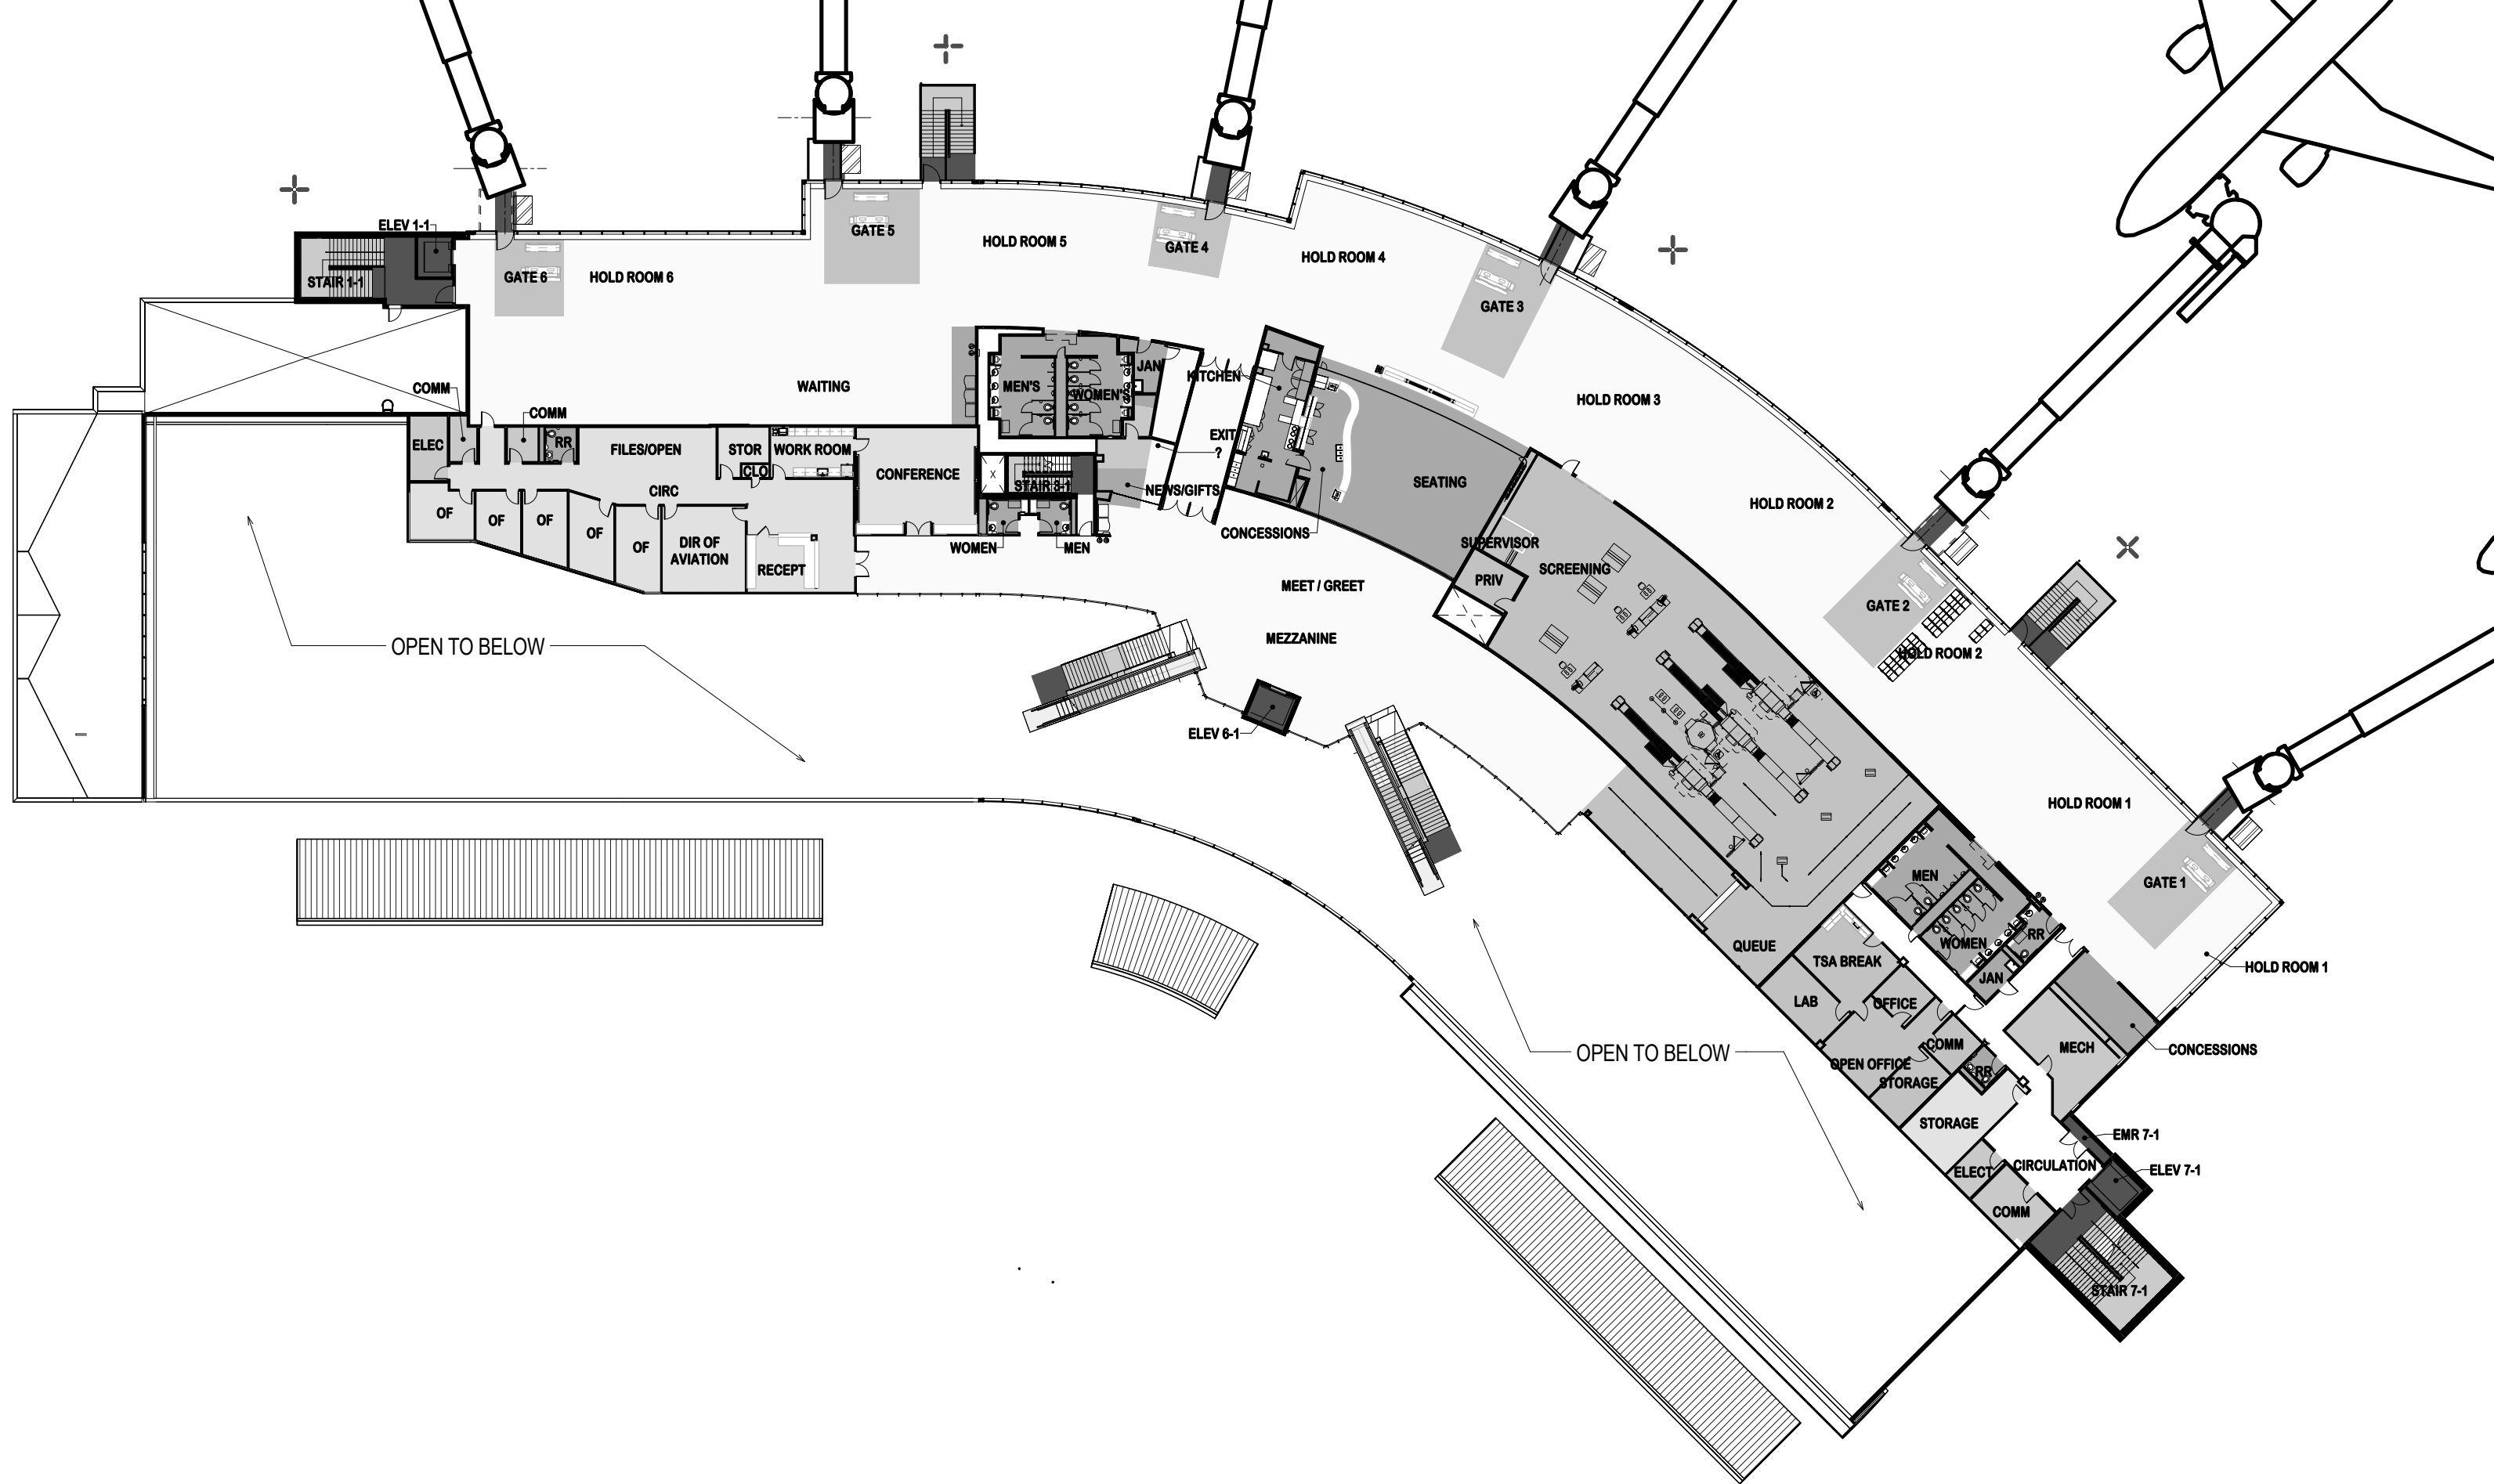 ELEV 1-1
STAIR 1-1
GATE 6
HOLD ROOM 6
GATE 5
HOLD ROOM 5
GATE 4
HOLD ROOM 4
GATE 3
HOLD ROOM 3
HOLD ROOM 2
GATE 2
HOLD ROOM 2
HOLD ROOM 1
GATE 1
HOLD ROOM 1
WAITING
COMM
COMM
ELEC
RR
FILES/OPEN
STOR
CLO
WORK ROOM
CONFERENCE
CIRC
OF
OF
OF
OF
OF
DIR OF
AVIATION
RECEPT
MEN'S
WOMEN'
JAN
KITCHEN
EXIT
?
X
STAIR 3-1
NEWS/GIFTS
WOMEN
MEN
CONCESSIONS
SEATING
SUPERVISOR
PRIV
SCREENING
MEET / GREET
MEZZANINE
OPEN TO BELOW
ELEV 6-1
QUEUE
MEN
WOMEN
RR
JAN
TSA BREAK
LAB
OFFICE
COMM
OPEN OFFICE
STORAGE
RR
MECH
CONCESSIONS
OPEN TO BELOW
STORAGE
EMR 7-1
CIRCULATION
ELEV 7-1
ELECT
COMM
STAIR 7-1